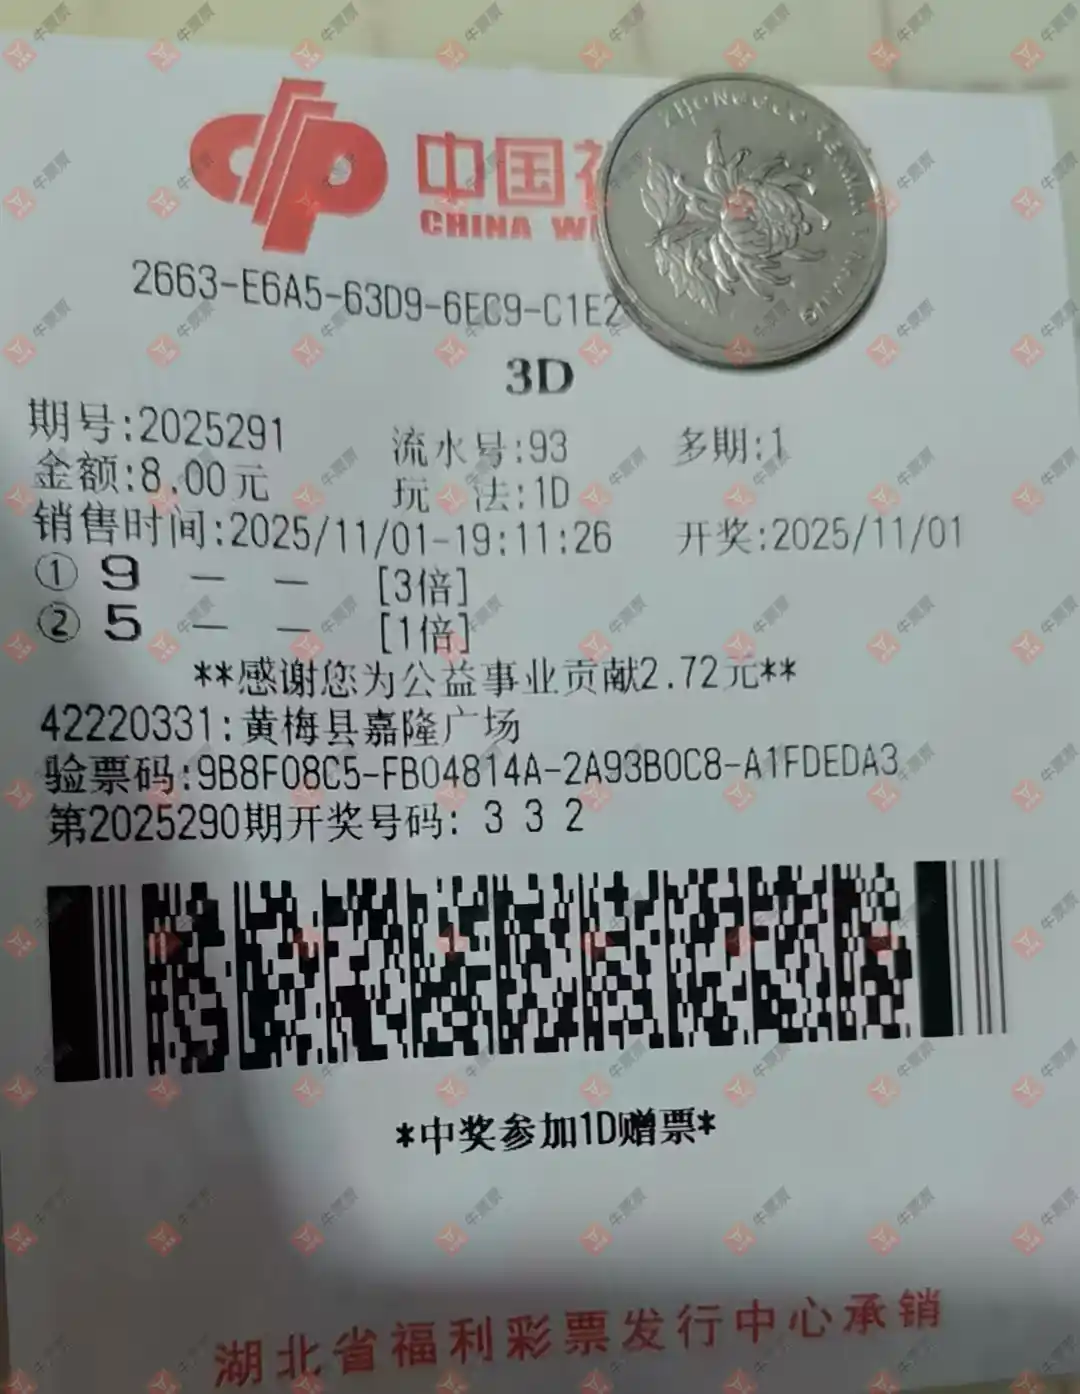 中国
CHINA W
2663-E6A5-63D9-6EC9-C1E2
ZHONGGUO RENMIN YINHANG
3D
期号:2025291 流水号:93 多期:1
金额:8.00元 玩 法:1D
销售时间:2025/11/01-19:11:26 开奖:2025/11/01
① 9 — — [3倍]
② 5 — — [1倍]
**感谢您为公益事业贡献2.72元**
42220331:黄梅县嘉隆广场
验票码:9B8F08C5-FB04814A-2A93B0C8-A1FDEDA3
第2025290期开奖号码: 3 3 2
*中奖参加1D赠票*
湖北省福利彩票发行中心承销
牛票票